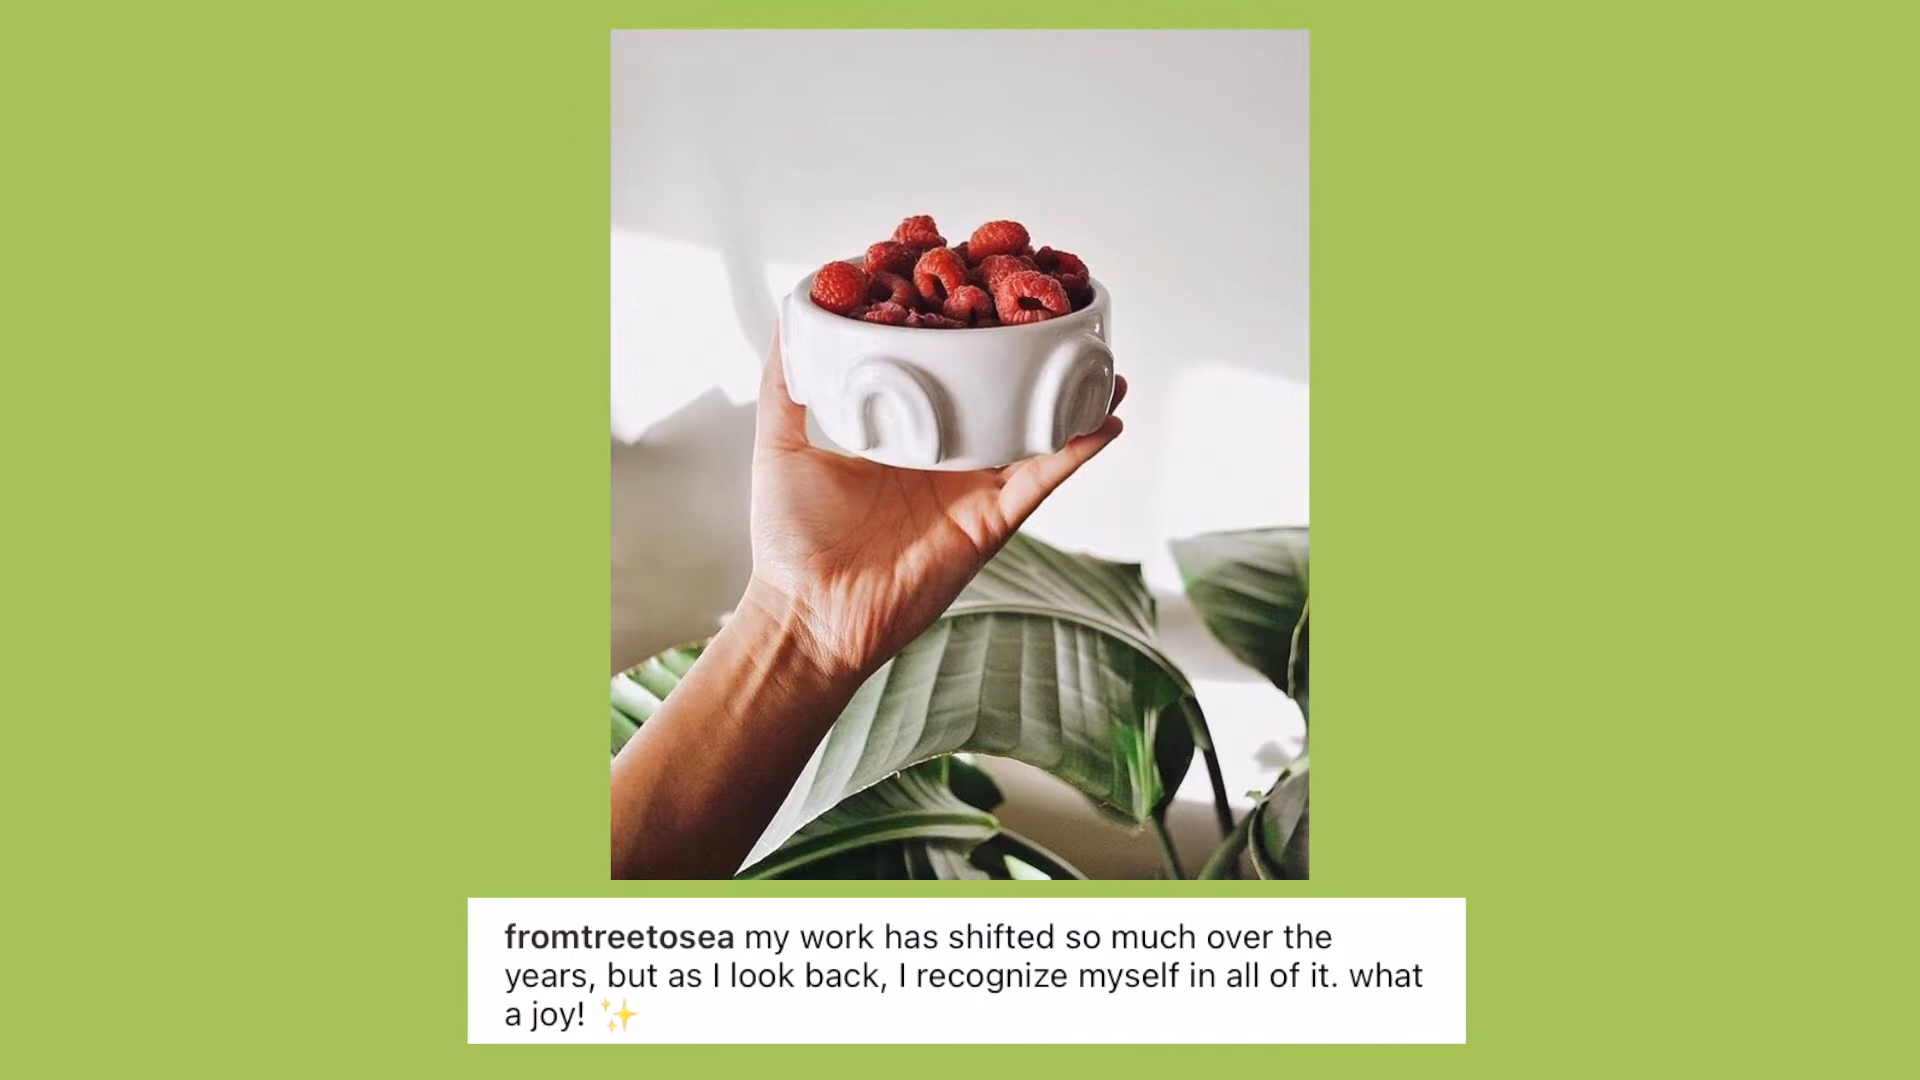 fromtreetosea my work has shifted so much over the
years, but as I look back, I recognize myself in all of it. what
a joy! ✨